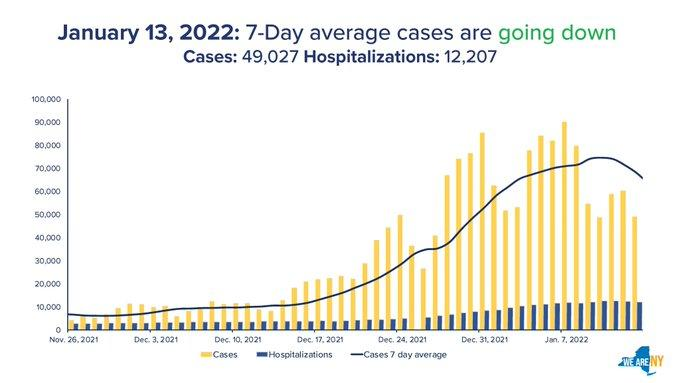 January 13, 2022: 7-Day average cases are going down
Cases: 49,027 Hospitalizations: 12,207
100,000
90,000
80,000
70,000
60,000
50,000
40,000
30,000
20,000
10,000
0
Nov. 26, 2021 Dec. 3, 2021 Dec. 10, 2021 Dec. 17, 2021 Dec. 24, 2021 Dec. 31, 2021 Jan. 7, 2022
Cases Hospitalizations Cases 7 day average
WE ARE NY